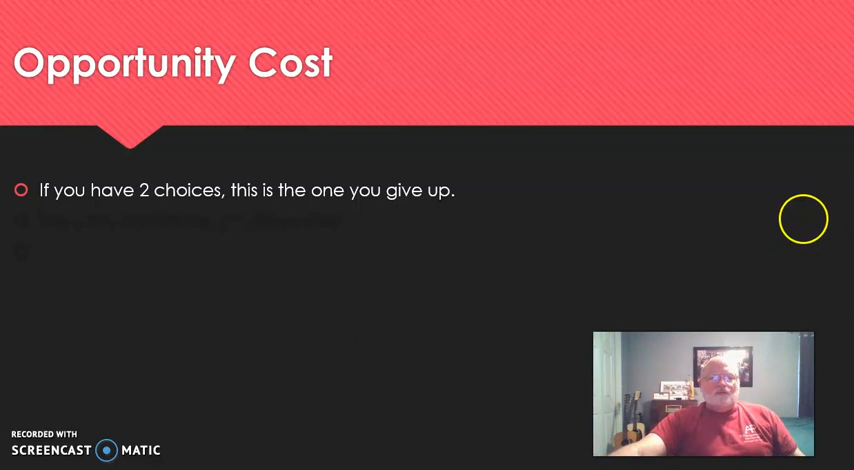 Opportunity Cost
If you have 2 choices, this is the one you give up.
RECORDED WITH
SCREENCAST MATIC